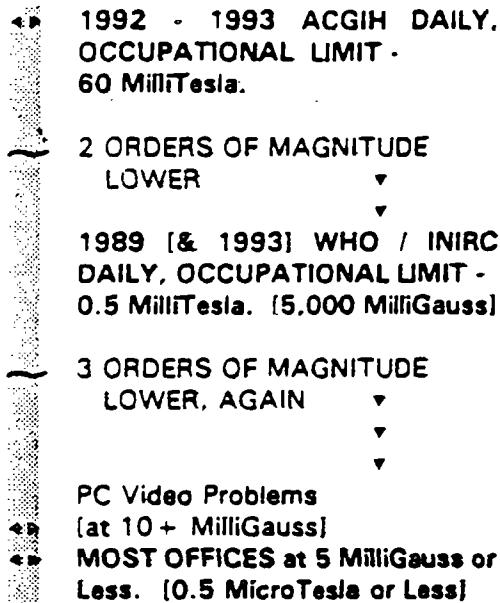 1992 - 1993 ACGIH DAILY,
OCCUPATIONAL LIMIT -
60 MilliTesla.
2 ORDERS OF MAGNITUDE
LOWER
1989 [& 1993] WHO / INIRC
DAILY, OCCUPATIONAL LIMIT -
0.5 MilliTesla. [5,000 MilliGauss]
3 ORDERS OF MAGNITUDE
LOWER, AGAIN
PC Video Problems
[at 10 + MilliGauss]
MOST OFFICES at 5 MilliGauss or
Less. [0.5 MicroTesla or Less]